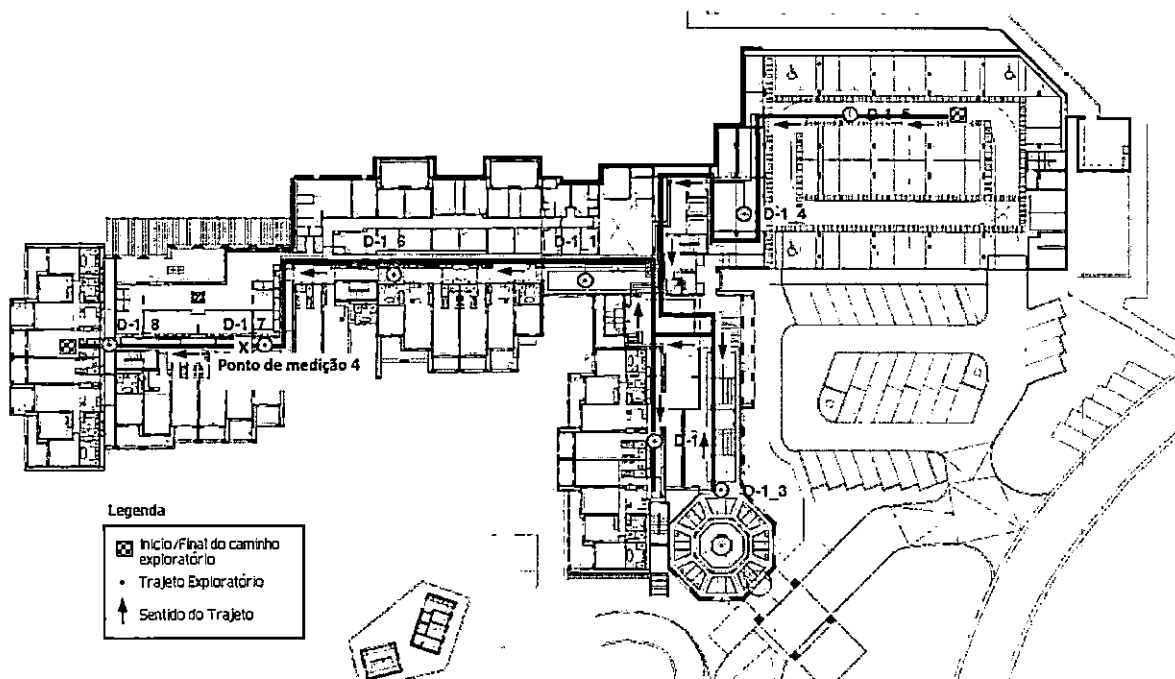 D-1_5
D-1_4
D-1_6
D-1_1
D-1_8
D-1_7
X
Ponto de medição 4
D-1
D-1_3
Legenda
Início/Final do caminho
exploratório
Trajeto Exploratório
Sentido do Trajeto